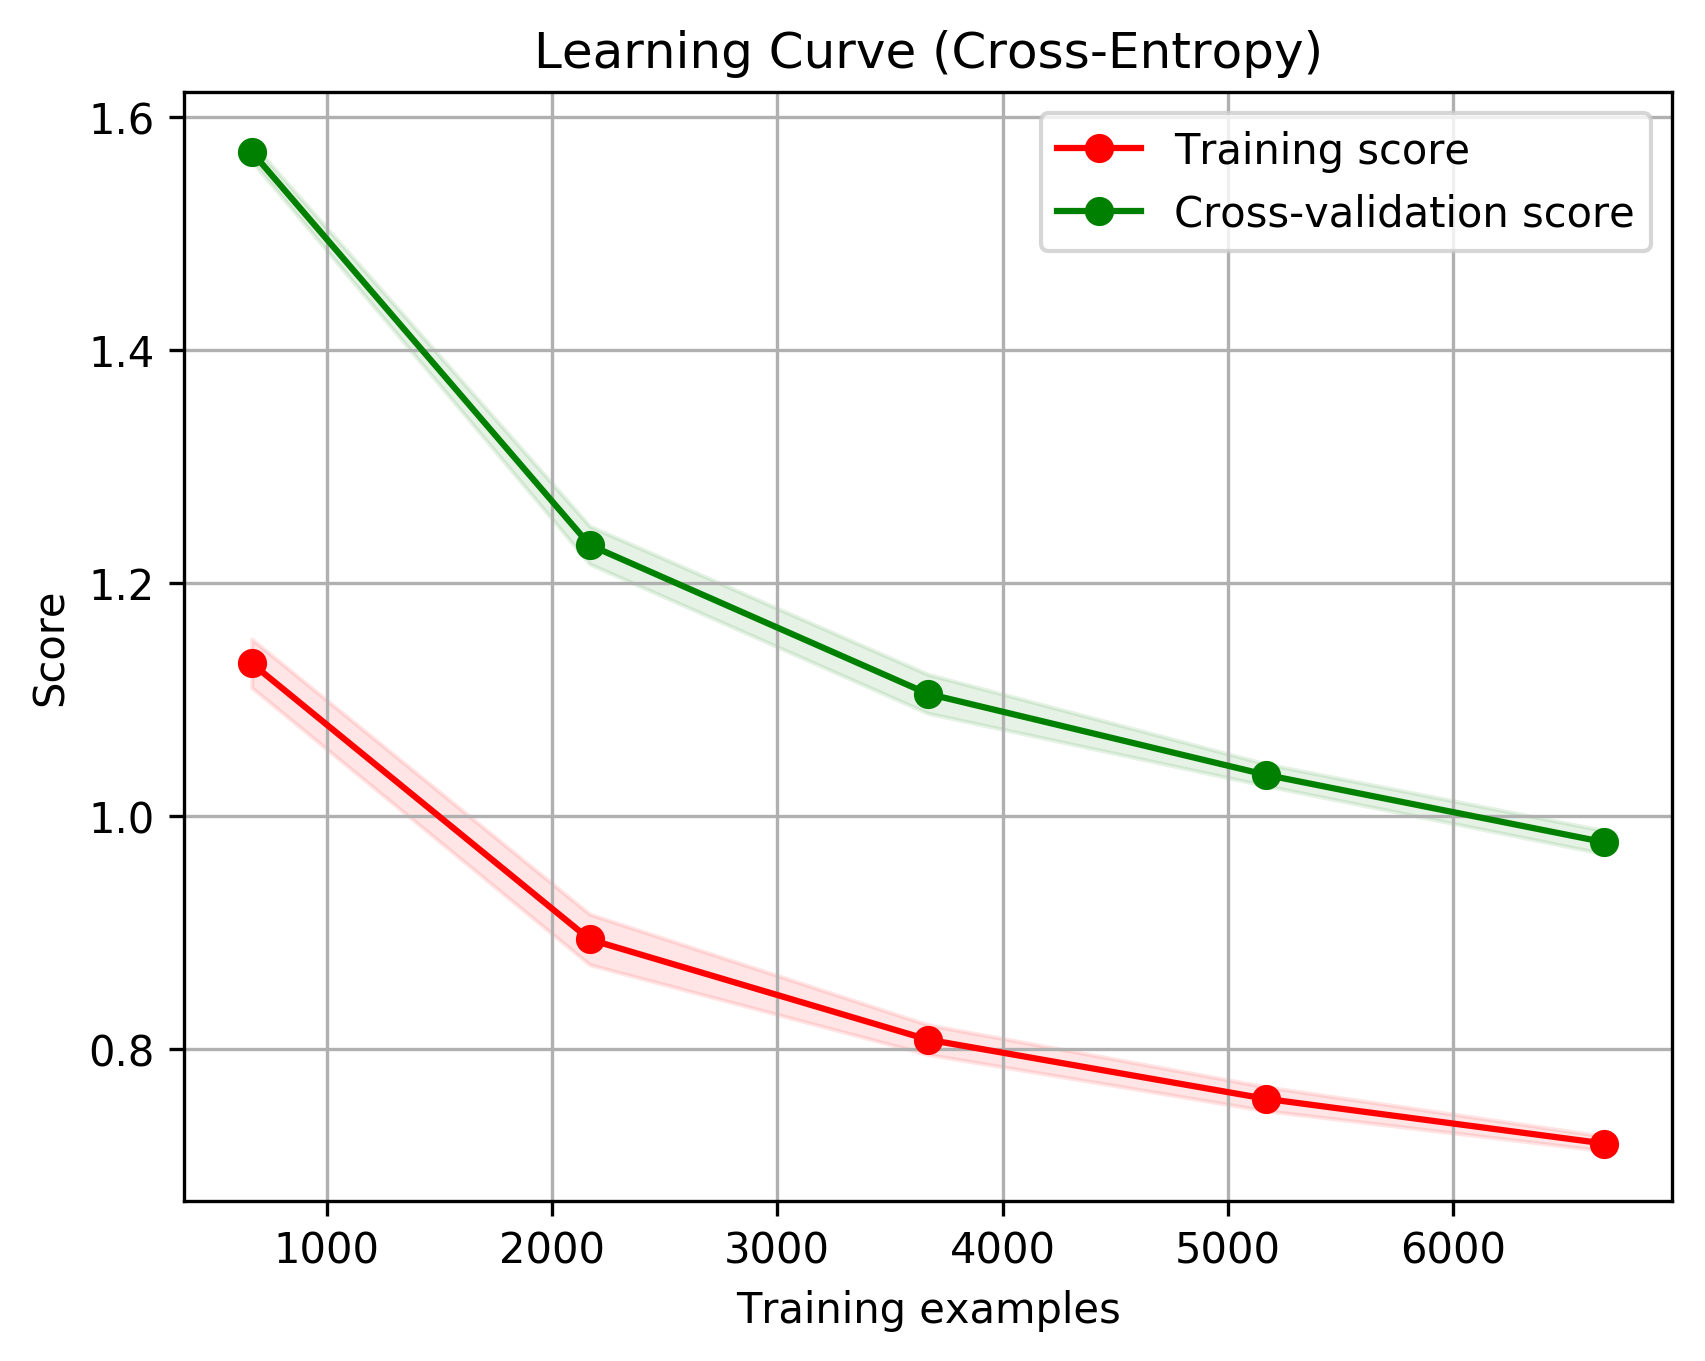 Learning Curve (Cross-Entropy)
Training score
Cross-validation score
1.6
1.4
1.2
1.0
0.8
Score
1000 2000 3000 4000 5000 6000
Training examples